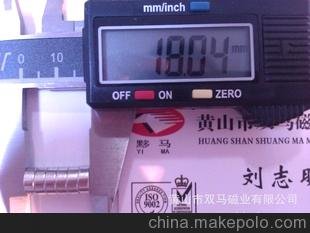 mm/inch
0 10
18.04 mm
OFF ON ZERO
黟马
YI MA
黄山市双马磁
HUANG SHAN SHUANG MA
刘志
ISO
9002
黄山市双马磁业有限公司
china.makepolo.com